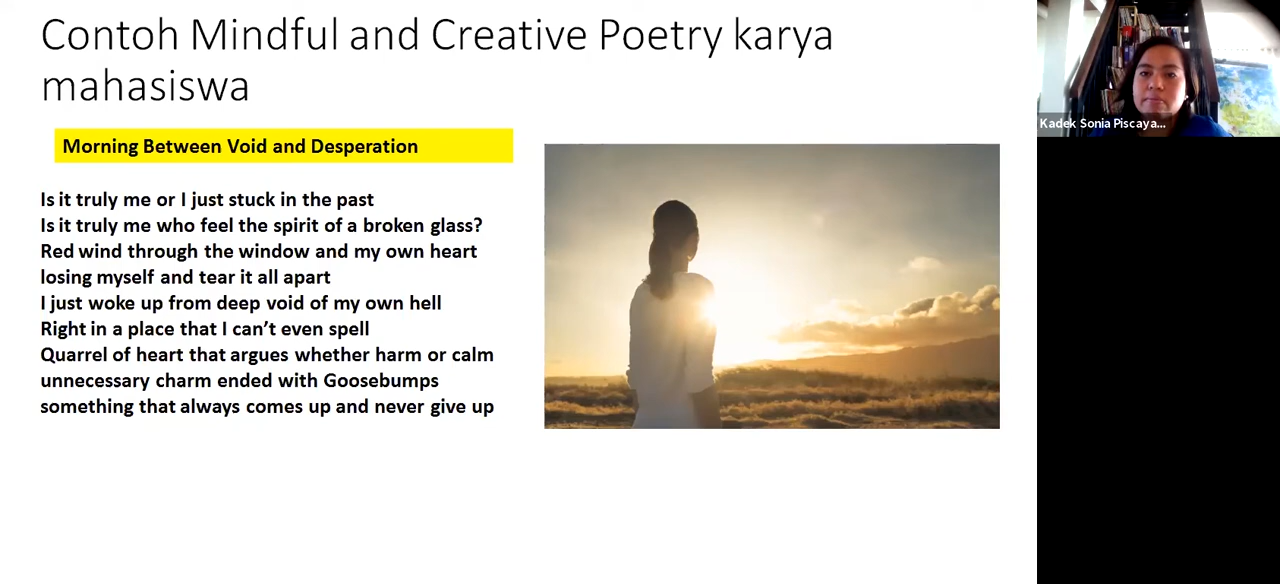 Contoh Mindful and Creative Poetry karya
mahasiswa
Morning Between Void and Desperation
Is it truly me or I just stuck in the past
Is it truly me who feel the spirit of a broken glass?
Red wind through the window and my own heart
losing myself and tear it all apart
I just woke up from deep void of my own hell
Right in a place that I can’t even spell
Quarrel of heart that argues whether harm or calm
unnecessary charm ended with Goosebumps
something that always comes up and never give up
Kadek Sonia Piscaya...